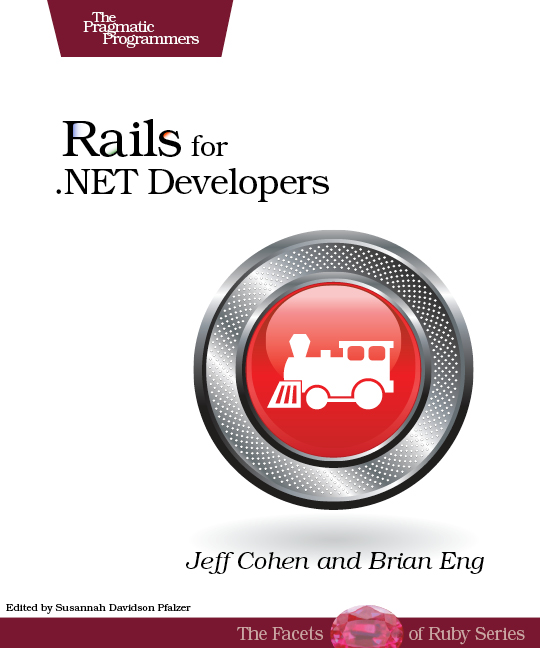 The
Pragmatic
Programmers
Rails for
.NET Developers
Jeff Cohen and Brian Eng
Edited by Susannah Davidson Pfalzer
The Facets of Ruby Series